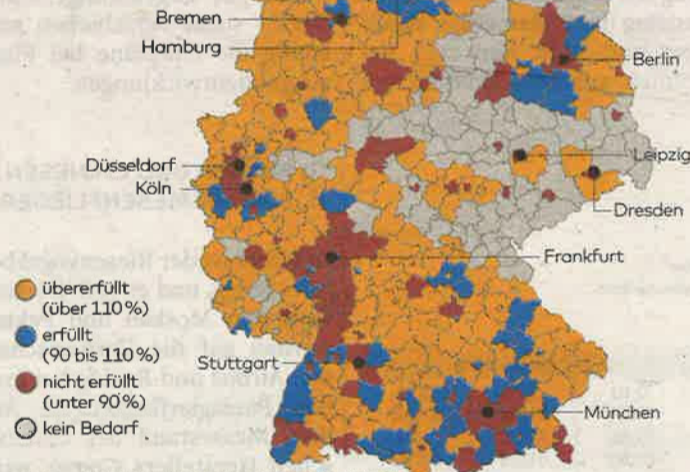 Bremen
Hamburg
Berlin
Düsseldorf
Köln
Leipzig
Dresden
Frankfurt
übererfüllt
(über 110 %)
erfüllt
(90 bis 110 %)
nicht erfüllt
(unter 90 %)
kein Bedarf
Stuttgart
München